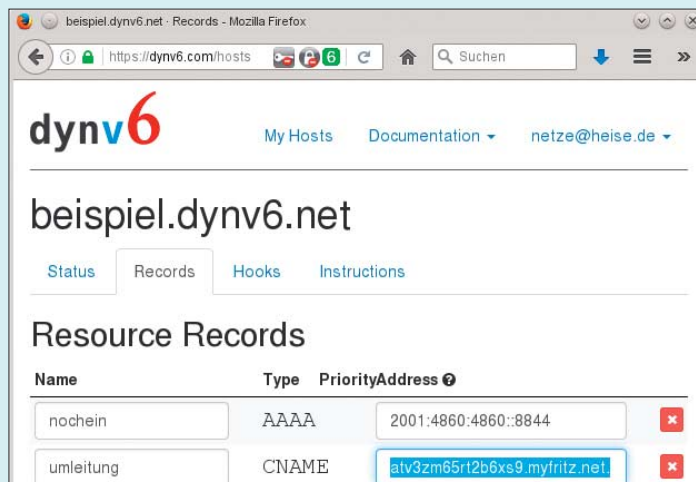 beispiel.dynv6.net · Records - Mozilla Firefox
https://dynv6.com/hosts 6 Suchen
dynv6 My Hosts Documentation netze@heise.de
beispiel.dynv6.net
Status Records Hooks Instructions
Resource Records
Name Type PriorityAddress
nochein AAAA 2001:4860:4860::8844
umleitung CNAME atv3zm65rt2b6xs9.myfritz.net.